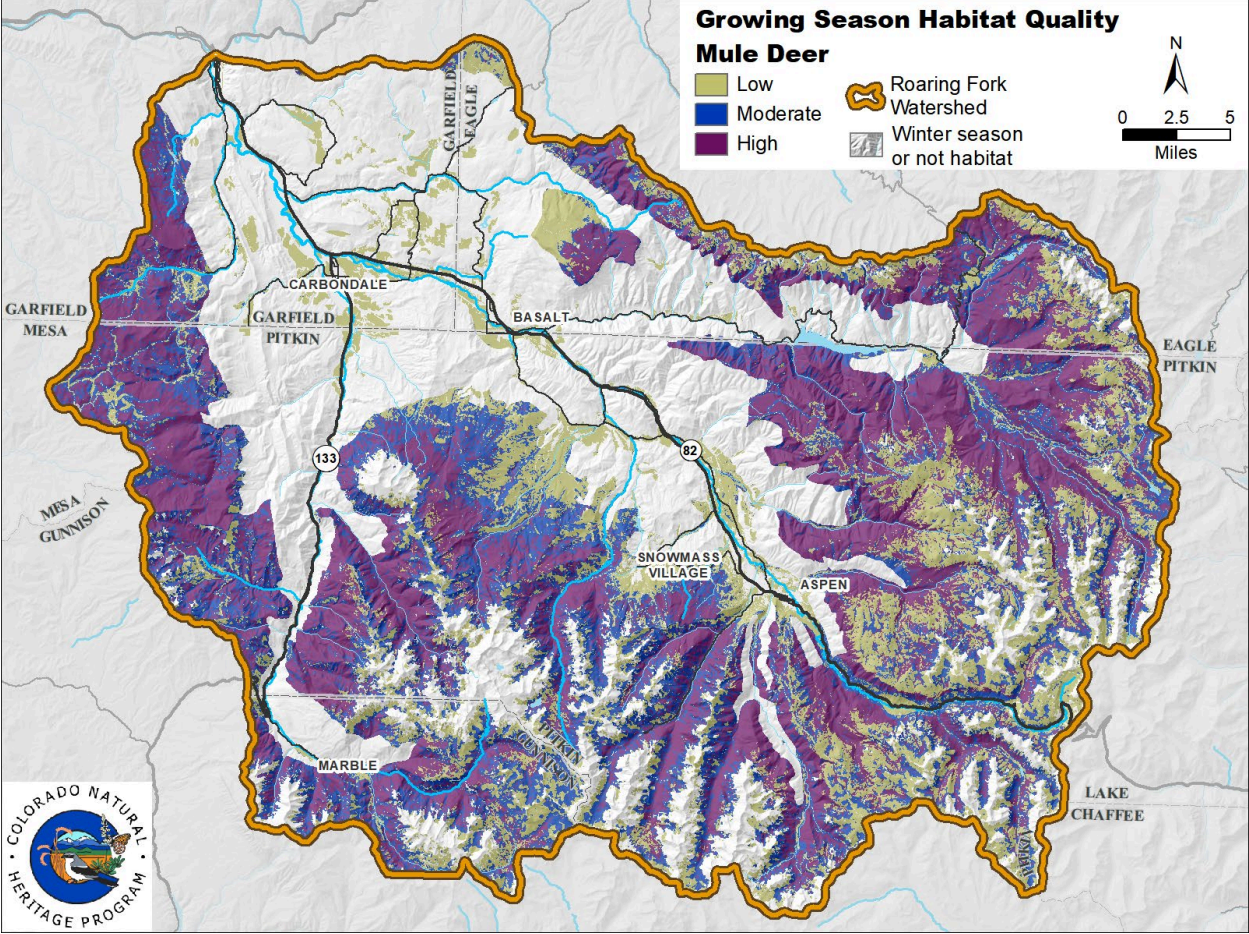 Growing Season Habitat Quality
Mule Deer
Low
Moderate
High
Roaring Fork
Watershed
Winter season
or not habitat
N
0 2.5 5
Miles
GARFIELD
EAGLE
CARBONDALE
GARFIELD
MESA
GARFIELD
PITKIN
BASALT
EAGLE
PITKIN
133
82
MESA
GUNNISON
SNOWMASS
VILLAGE
ASPEN
PITKIN
GUNNISON
MARBLE
LAKE
CHAFFEE
COLORADO NATURAL
HERITAGE PROGRAM